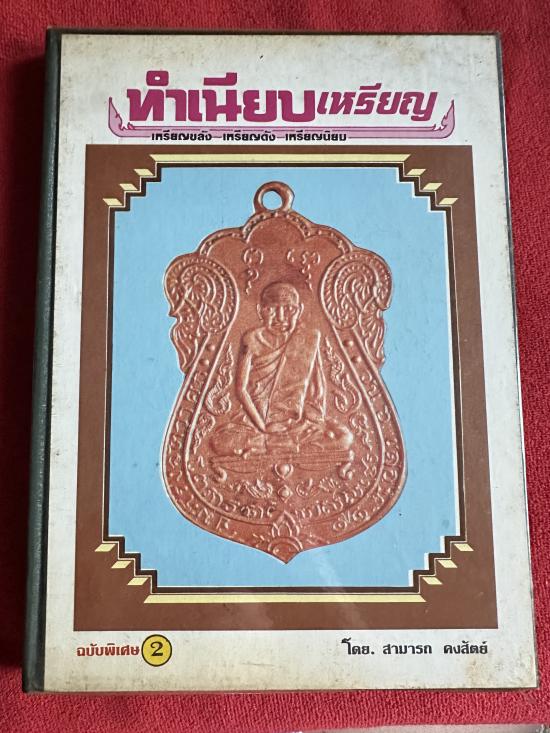 ทำเนียบเหรียญ
เหรียญขลัง-เหรียญดัง-เหรียญนิยม
ฉบับพิเศษ 2
โดย. สามารถ คงสัตย์